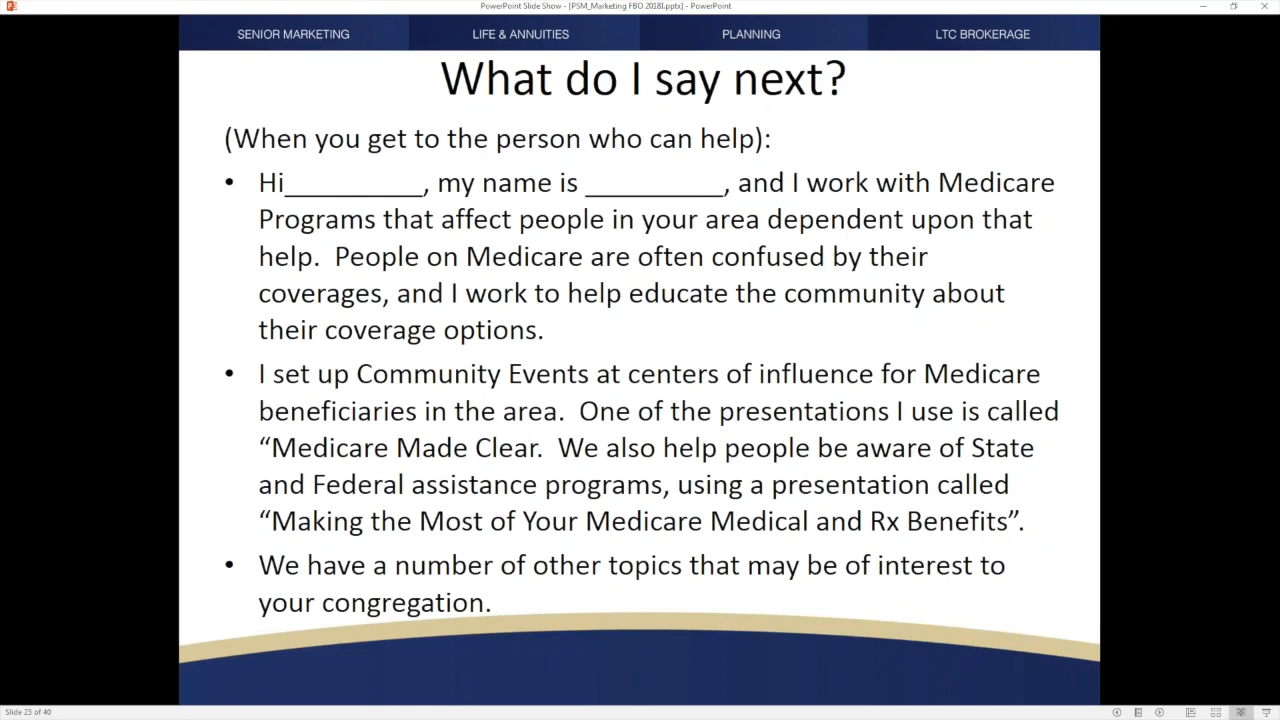 PowerPoint Slide Show - [PSM_Marketing FBO 2018l.pptx] - PowerPoint
SENIOR MARKETING
LIFE & ANNUITIES
PLANNING
LTC BROKERAGE
What do I say next?
(When you get to the person who can help):
• Hi__________, my name is __________, and I work with Medicare
Programs that affect people in your area dependent upon that
help.  People on Medicare are often confused by their
coverages, and I work to help educate the community about
their coverage options.
• I set up Community Events at centers of influence for Medicare
beneficiaries in the area.  One of the presentations I use is called
“Medicare Made Clear.  We also help people be aware of State
and Federal assistance programs, using a presentation called
“Making the Most of Your Medicare Medical and Rx Benefits”.
• We have a number of other topics that may be of interest to
your congregation.
Slide 23 of 40